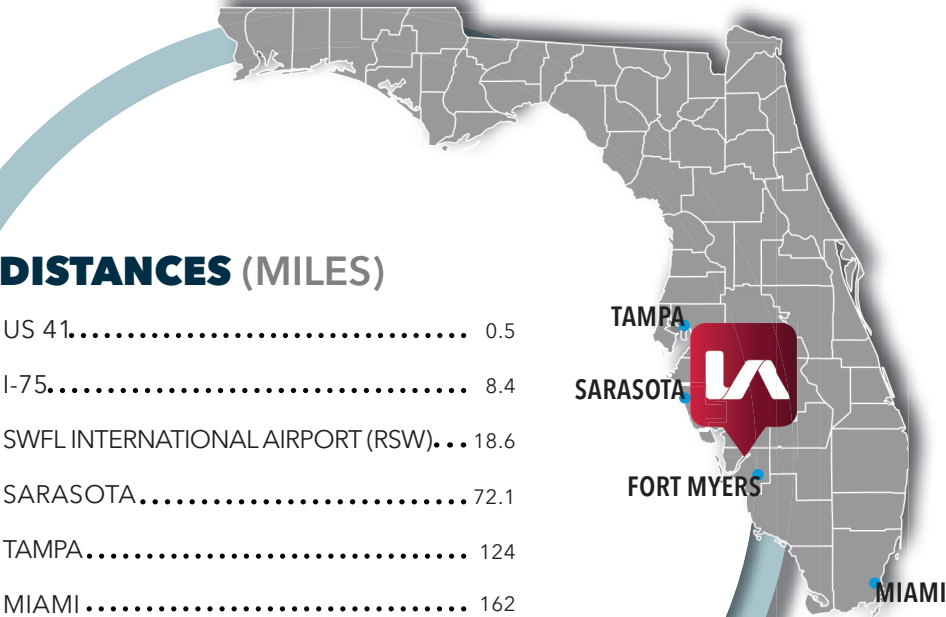 DISTANCES (MILES)
US 41 0.5
I-75 8.4
SWFL INTERNATIONAL AIRPORT (RSW) 18.6
SARASOTA 72.1
TAMPA 124
MIAMI 162
TAMPA
SARASOTA
LA
FORT MYERS
MIAMI